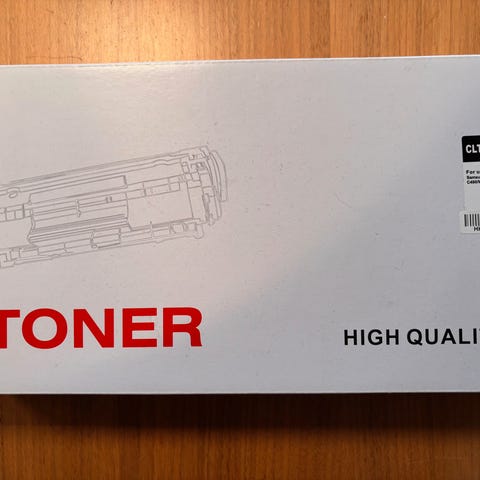 CLT
For u
Samsu
C480/
TONER
HIGH QUALI